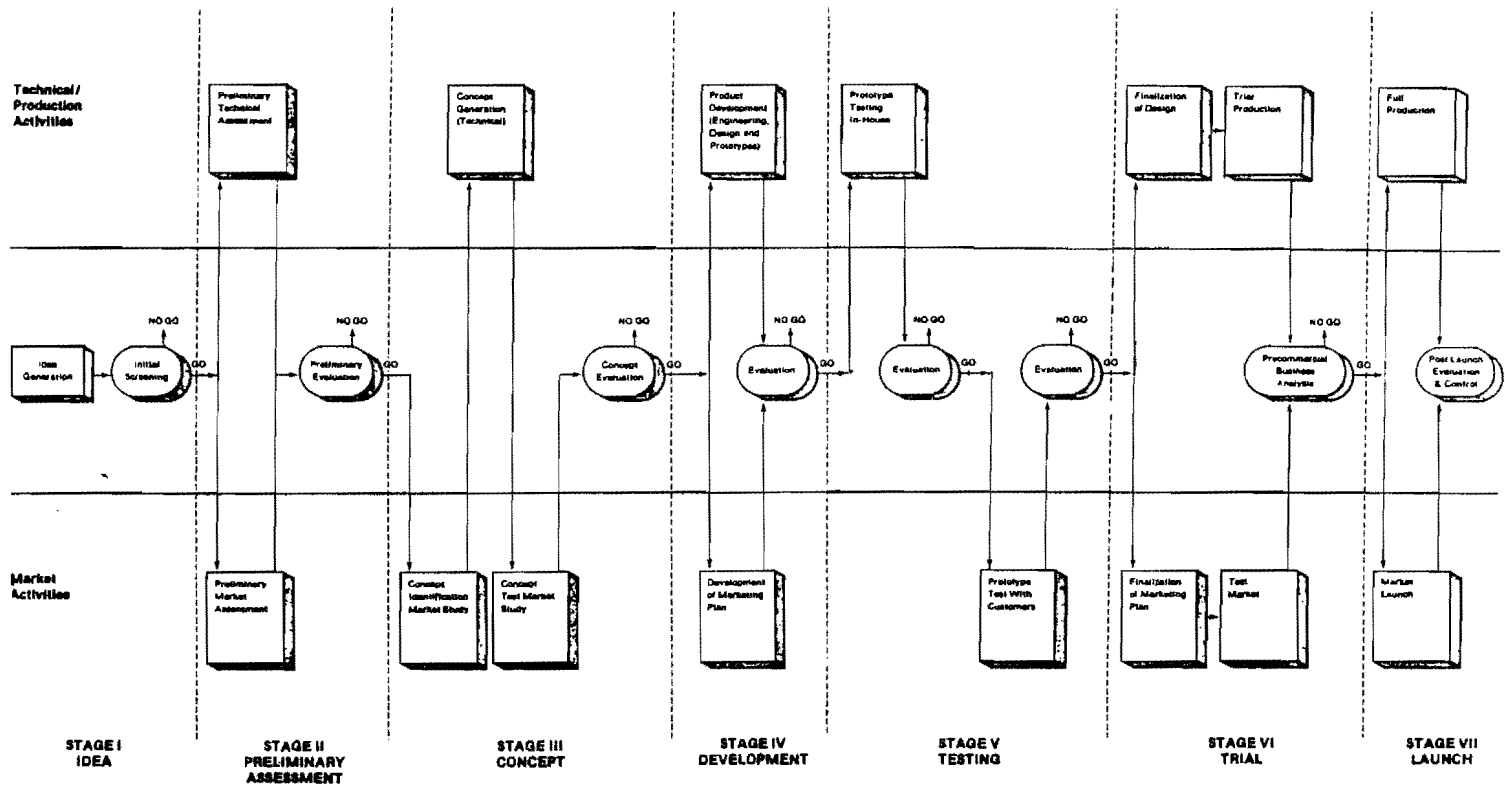 Technical/
Production
Activities
Preliminary
Technical
Assessment
Concept
Generation
(Technical)
Product
Development
(Engineering,
Design and
Prototypes)
Prototype
Testing
In-House
Finalization
of Design
Trial
Production
Full
Production
Idea
Generation
NO GO
Initial
Screening
GO
NO GO
Preliminary
Evaluation
GO
NO GO
Concept
Evaluation
GO
NO GO
Evaluation
GO
NO GO
Evaluation
GO
NO GO
Evaluation
GO
NO GO
Precommercial
Business
Analysis
GO
Post Launch
Evaluation
& Control
Market
Activities
Preliminary
Market
Assessment
Concept
Identification
Market Study
Concept
Test Market
Study
Development
of Marketing
Plan
Prototype
Test With
Customers
Finalization
of Marketing
Plan
Test
Market
Market
Launch
STAGE I
IDEA
STAGE II
PRELIMINARY
ASSESSMENT
STAGE III
CONCEPT
STAGE IV
DEVELOPMENT
STAGE V
TESTING
STAGE VI
TRIAL
STAGE VII
LAUNCH